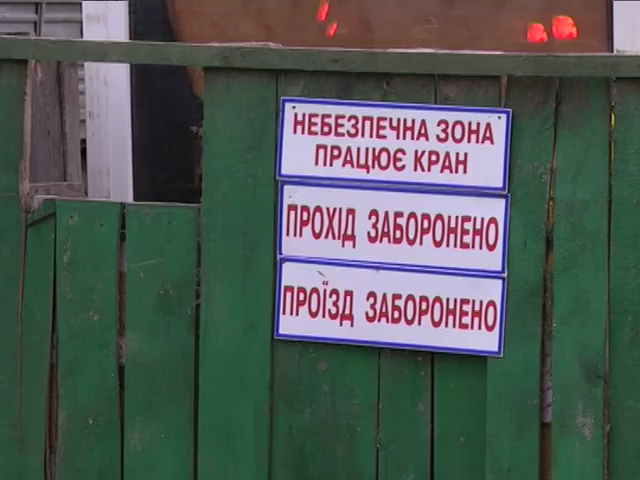 НЕБЕЗПЕЧНА ЗОНА
ПРАЦЮЄ КРАН
ПРОХІД ЗАБОРОНЕНО
ПРОЇЗД ЗАБОРОНЕНО